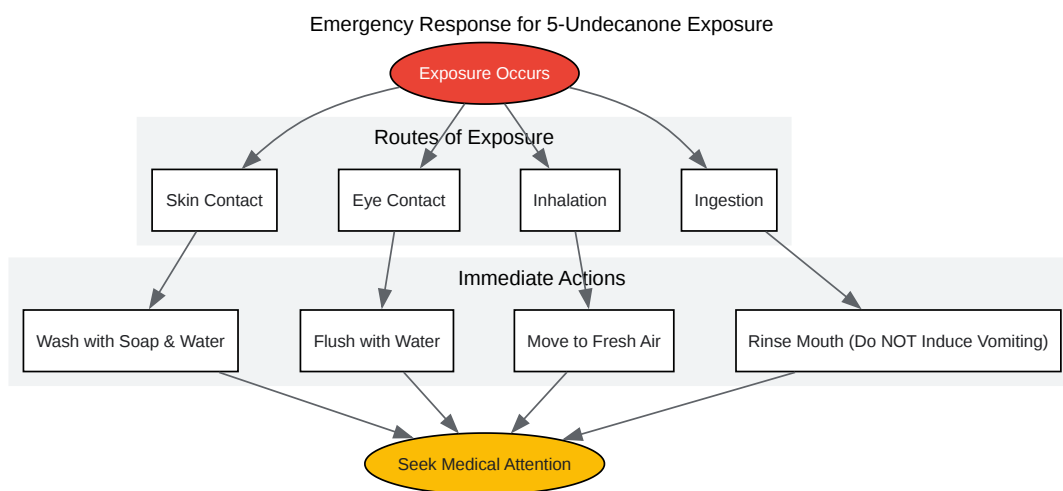 Emergency Response for 5-Undecanone Exposure
Exposure Occurs
Routes of Exposure
Skin Contact
Eye Contact
Inhalation
Ingestion
Immediate Actions
Wash with Soap & Water
Flush with Water
Move to Fresh Air
Rinse Mouth (Do NOT Induce Vomiting)
Seek Medical Attention